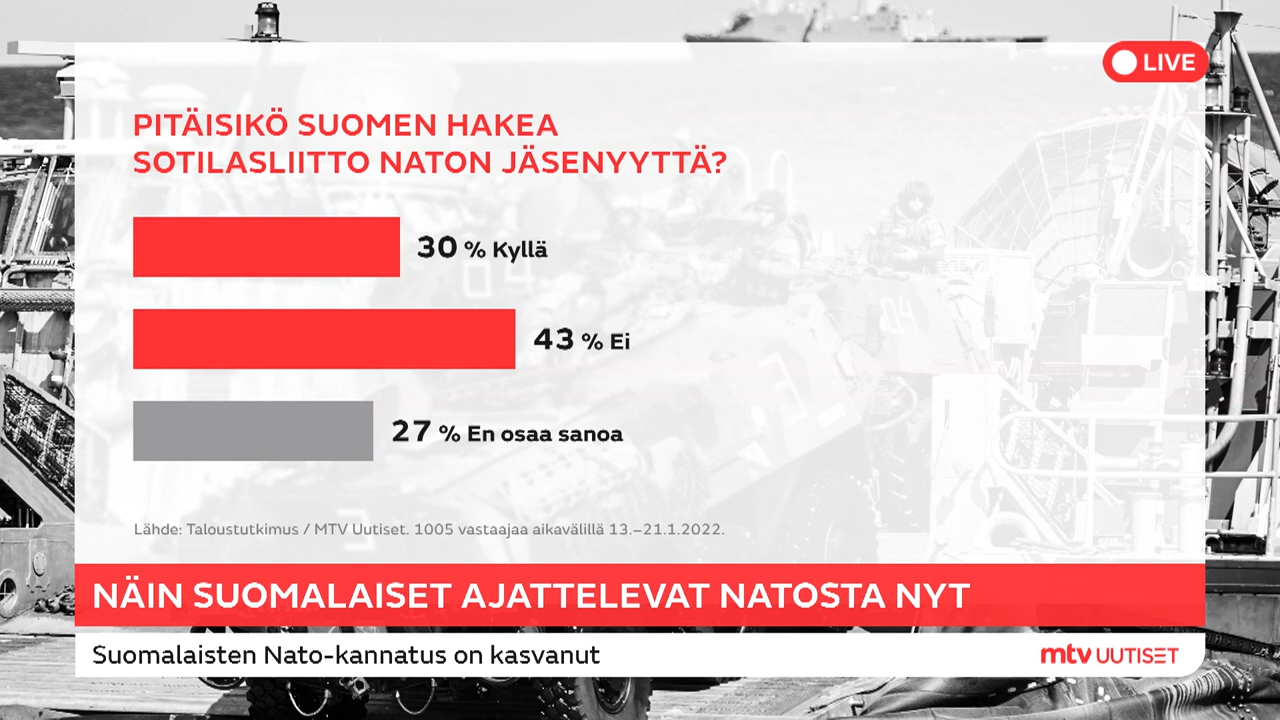 LIVE
PITÄISIKÖ SUOMEN HAKEA
SOTILASLIITTO NATON JÄSENYYTTÄ?
30 % Kyllä
43 % Ei
27 % En osaa sanoa
Lähde: Taloustutkimus / MTV Uutiset. 1005 vastaajaa aikavälillä 13.–21.1.2022.
NÄIN SUOMALAISET AJATTELEVAT NATOSTA NYT
Suomalaisten Nato-kannatus on kasvanut
mtv UUTISET